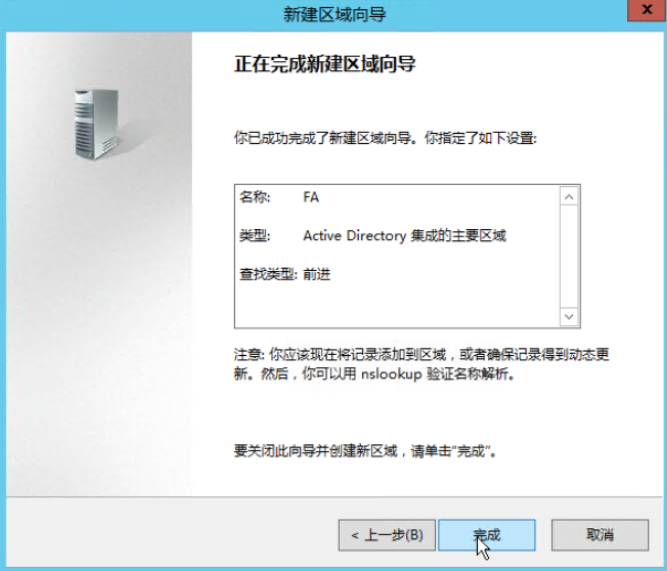 新建区域向导
x
正在完成新建区域向导
你已成功完成了新建区域向导。你指定了如下设置:
名称: FA
类型: Active Directory 集成的主要区域
查找类型: 前进
注意: 你应该现在将记录添加到区域，或者确保记录得到动态更
新。然后，你可以用 nslookup 验证名称解析。
要关闭此向导并创建新区域，请单击"完成"。
< 上一步(B) 完成 取消